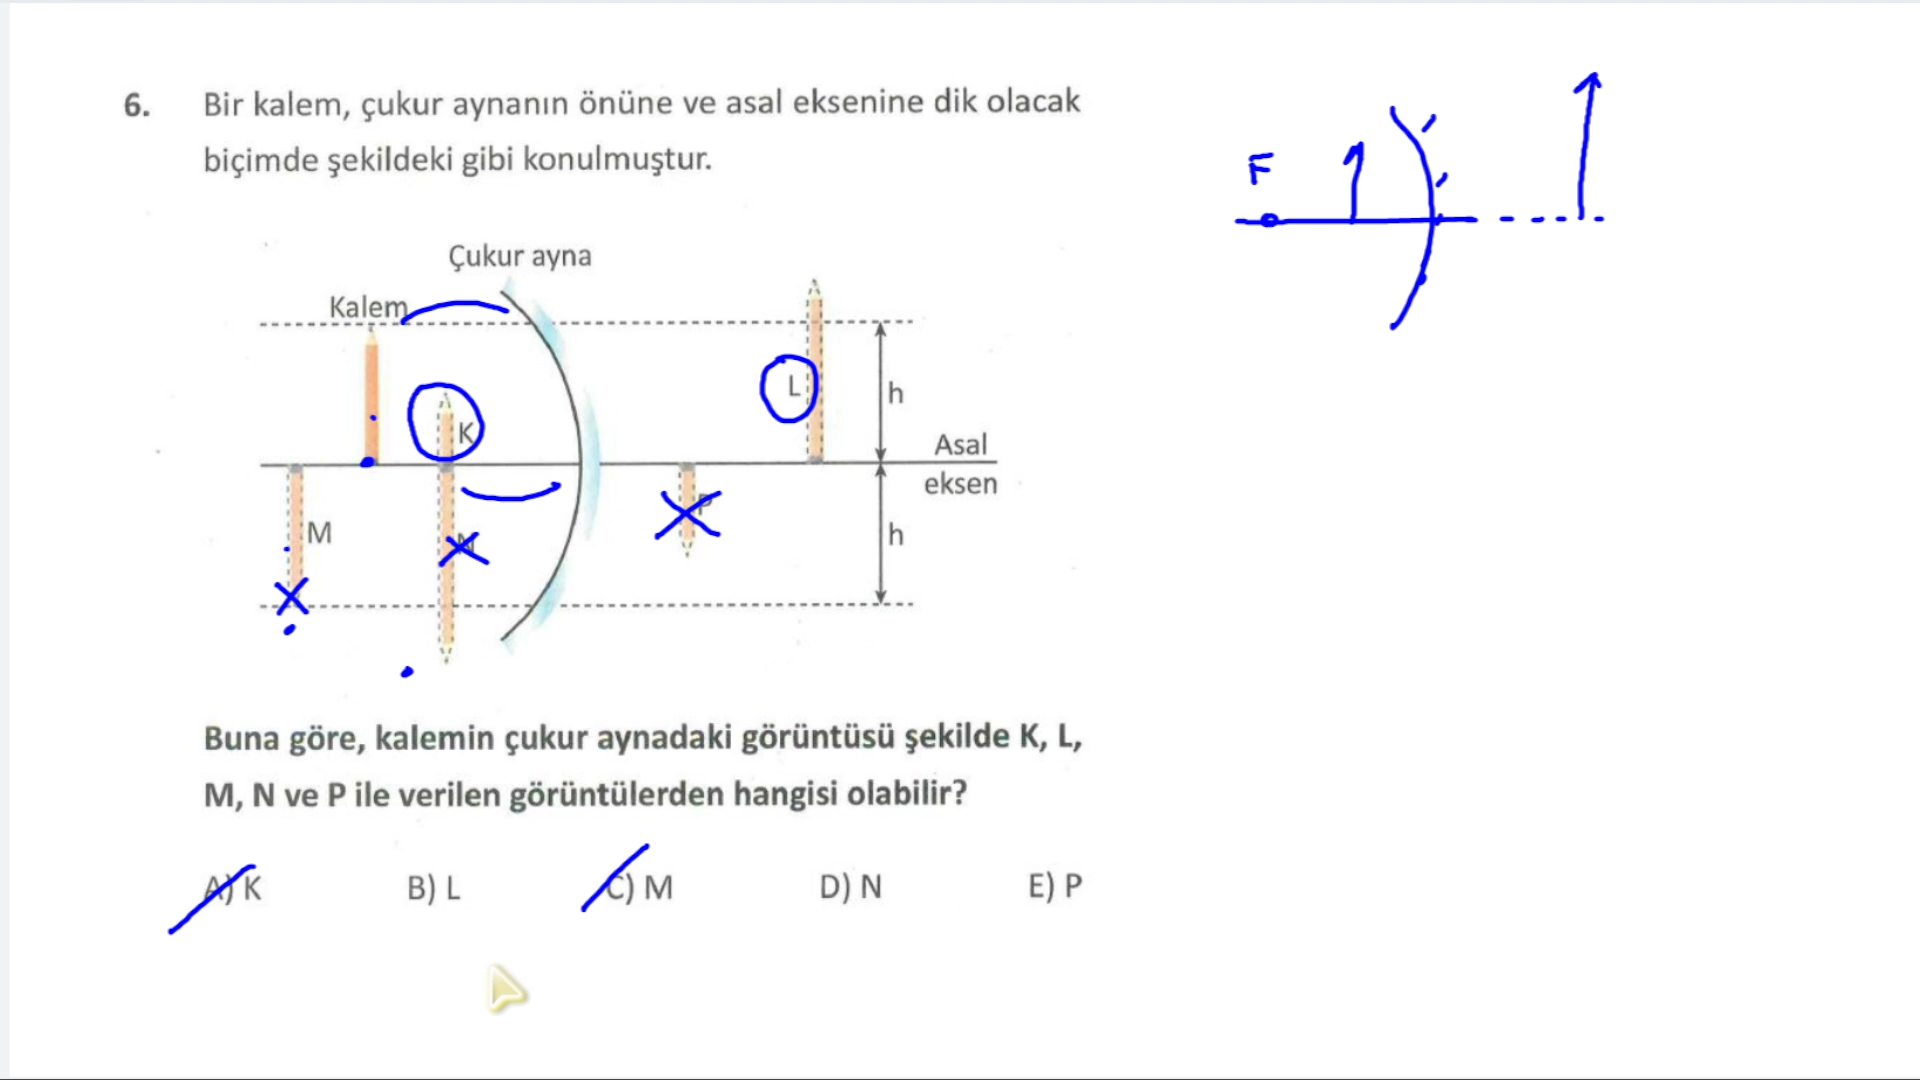 6. Bir kalem, çukur aynanın önüne ve asal eksenine dik olacak
biçimde şekildeki gibi konulmuştur.
F
Çukur ayna
Kalem
L
h
K
Asal
eksen
M
N
P
h
Buna göre, kalemin çukur aynadaki görüntüsü şekilde K, L,
M, N ve P ile verilen görüntülerden hangisi olabilir?
A) K B) L C) M D) N E) P